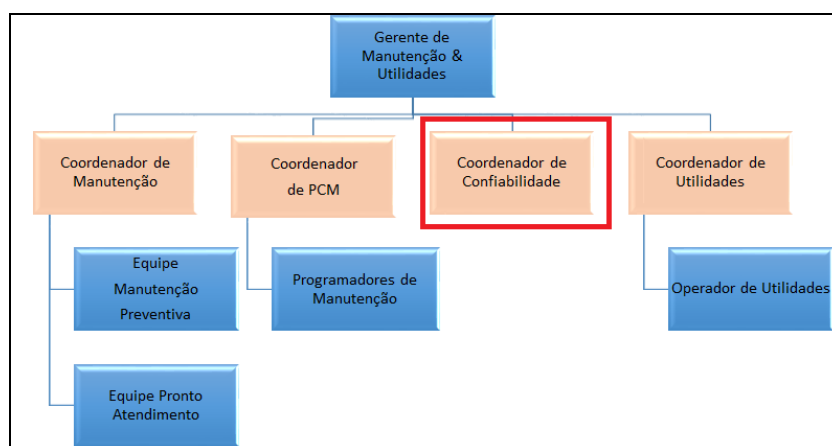 Gerente de
Manutenção &
Utilidades
Coordenador de
Manutenção
Coordenador
de PCM
Coordenador de
Confiabilidade
Coordenador de
Utilidades
Equipe
Manutenção
Preventiva
Programadores de
Manutenção
Operador de Utilidades
Equipe Pronto
Atendimento